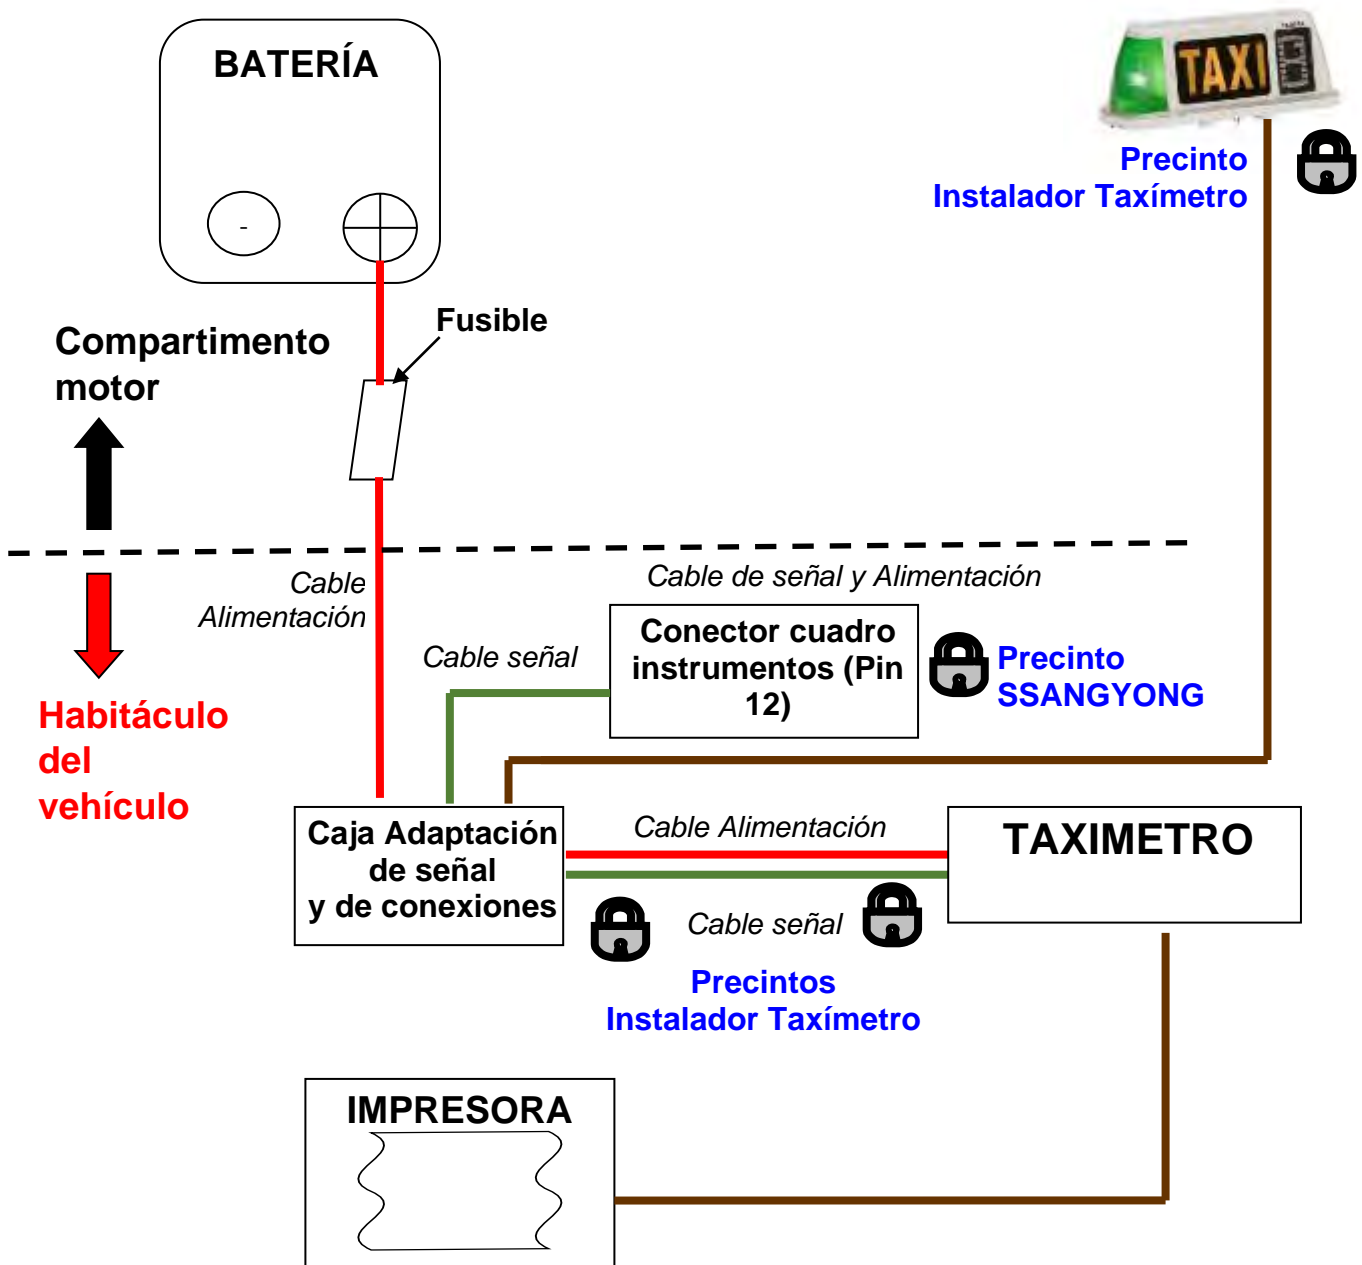 BATERÍA
-
TAXI
Precinto
Instalador Taxímetro
Fusible
Compartimento
motor
Cable
Alimentación
Cable de señal y Alimentación
Conector cuadro
instrumentos (Pin
12)
Cable señal
Precinto
SSANGYONG
Habitáculo
del
vehículo
Caja Adaptación
de señal
y de conexiones
Cable Alimentación
TAXIMETRO
Cable señal
Precintos
Instalador Taxímetro
IMPRESORA